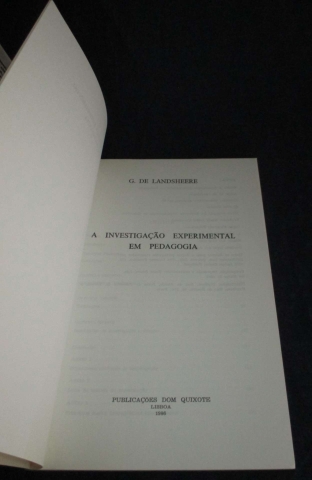 G. DE LANDSHEERE
A INVESTIGAÇÃO EXPERIMENTAL
EM PEDAGOGIA
PUBLICAÇÕES DOM QUIXOTE
LISBOA